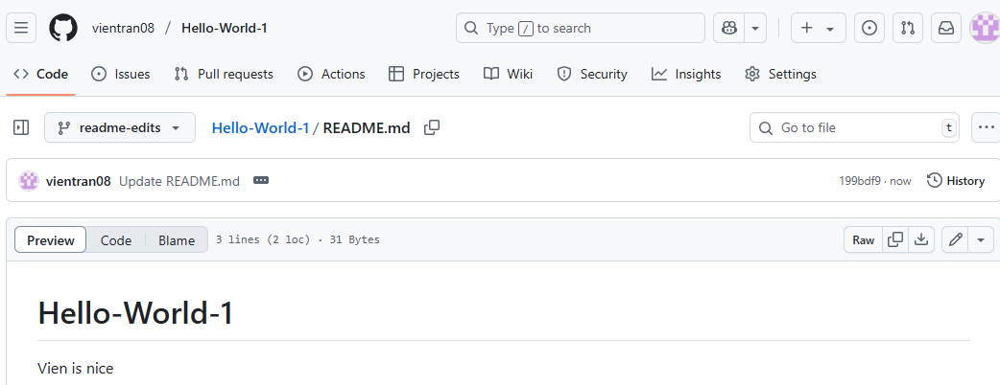 vientran08 / Hello-World-1 Type / to search
Code Issues Pull requests Actions Projects Wiki Security Insights Settings
readme-edits Hello-World-1 / README.md Go to file t
vientran08 Update README.md 199bdf9 · now History
Preview Code Blame 3 lines (2 loc) · 31 Bytes Raw
Hello-World-1
Vien is nice